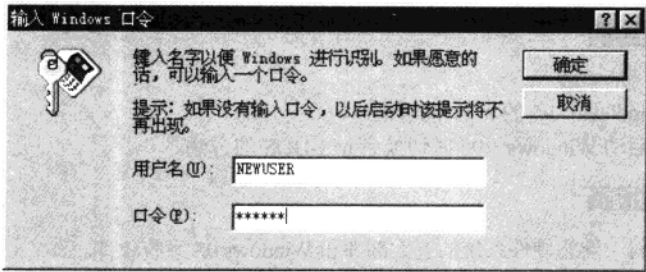 输入 Windows 口令
键入名字以便 Windows 进行识别。如果愿意的
话，可以输入一个口令。
确定
提示：如果没有输入口令，以后启动时该提示将不
再出现。
取消
用户名(U): NEWUSER
口令(P): ******